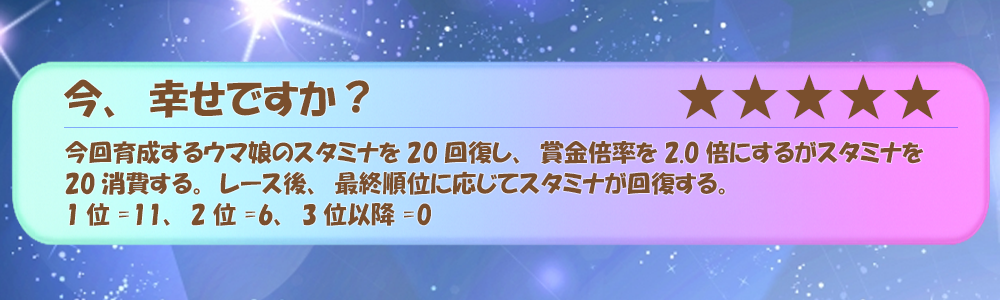 今、幸せですか？ ★★★★★
今回育成するウマ娘のスタミナを 20 回復し、賞金倍率を 2.0 倍にするがスタミナを
20 消費する。レース後、最終順位に応じてスタミナが回復する。
1 位 =11、2 位 =6、3 位以降 =0